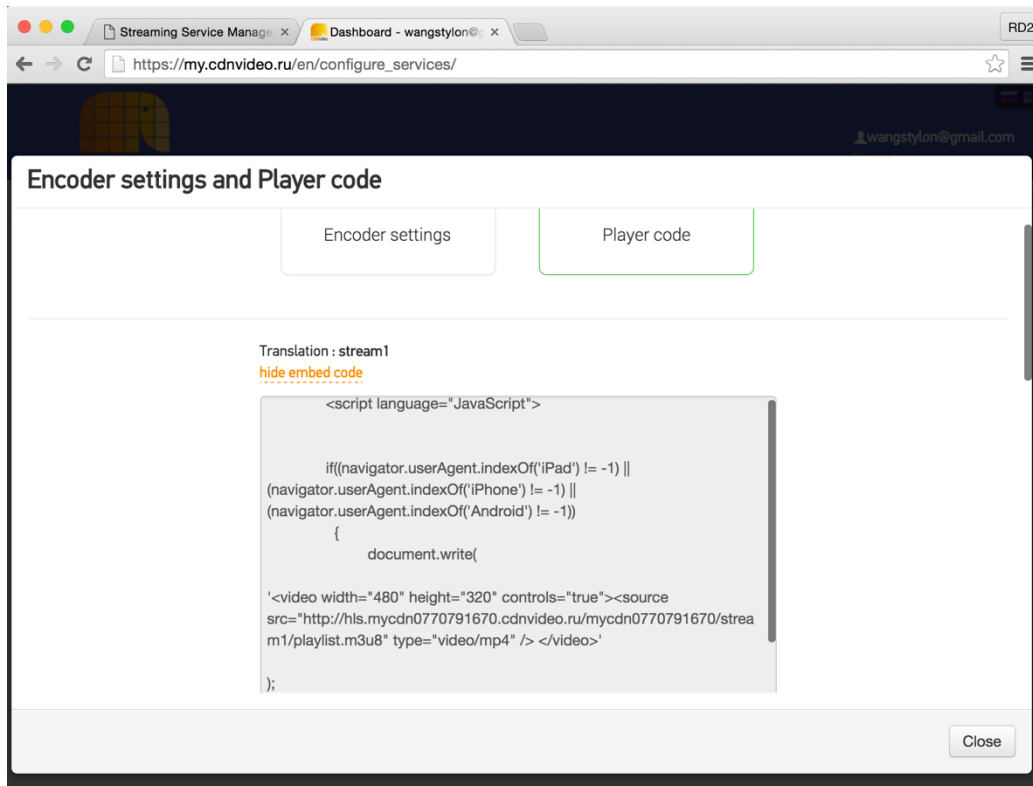 Streaming Service Manage
Dashboard - wangstylon@g
RD2
https://my.cdnvideo.ru/en/configure_services/
wangstylon@gmail.com
Encoder settings and Player code
Encoder settings
Player code
Translation : stream1
hide embed code
<script language="JavaScript">
if((navigator.userAgent.indexOf('iPad') != -1) ||
(navigator.userAgent.indexOf('iPhone') != -1) ||
(navigator.userAgent.indexOf('Android') != -1))
{
document.write(
'<video width="480" height="320" controls="true"><source
src="http://hls.mycdn0770791670.cdnvideo.ru/mycdn0770791670/strea
m1/playlist.m3u8" type="video/mp4" /> </video>'
);
Close